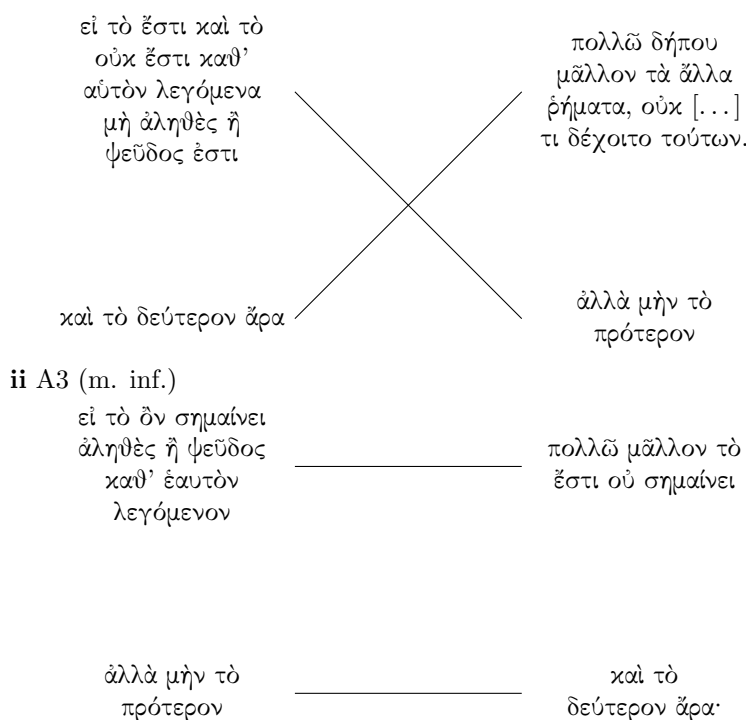 εἰ τὸ ἔστι καὶ τὸ
οὐκ ἔστι καθ’
αὑτὸν λεγόμενα
μὴ ἀληθὲς ἢ
ψεῦδος ἐστι
πολλῶ δήπου
μᾶλλον τὰ ἄλλα
ῥήματα, οὐκ [...]
τι δέχοιτο τούτων.
καὶ τὸ δεύτερον ἄρα
ἀλλὰ μὴν τὸ
πρότερον
ii A3 (m. inf.)
εἰ τὸ ὂν σημαίνει
ἀληθὲς ἢ ψεῦδος
καθ’ ἑαυτὸν
λεγόμενον
πολλῶ μᾶλλον τὸ
ἔστι οὐ σημαίνει
ἀλλὰ μὴν τὸ
πρότερον
καὶ τὸ
δεύτερον ἄρα·